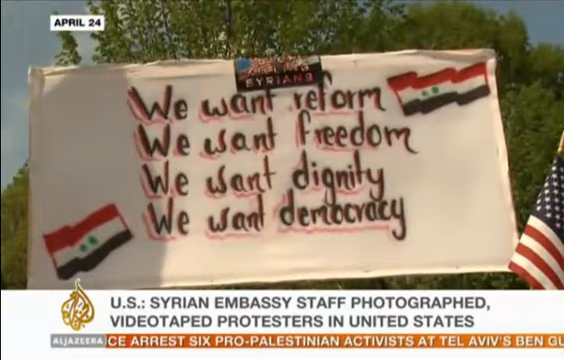 APRIL 24
SYRIANS
We want reform
We want freedom
We want dignity
We want democracy
U.S.: SYRIAN EMBASSY STAFF PHOTOGRAPHED,
VIDEOTAPED PROTESTERS IN UNITED STATES
ALJAZEERA CE ARREST SIX PRO-PALESTINIAN ACTIVISTS AT TEL AVIV'S BEN GU